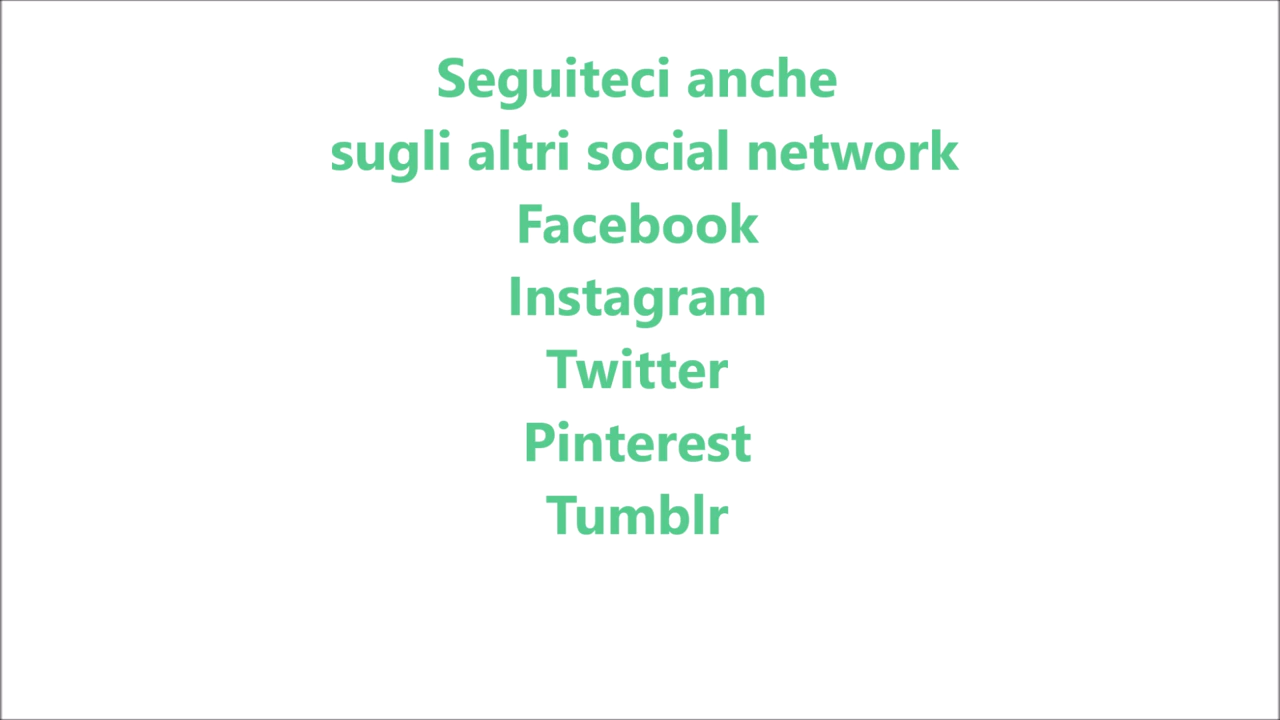 Seguiteci anche
sugli altri social network
Facebook
Instagram
Twitter
Pinterest
Tumblr